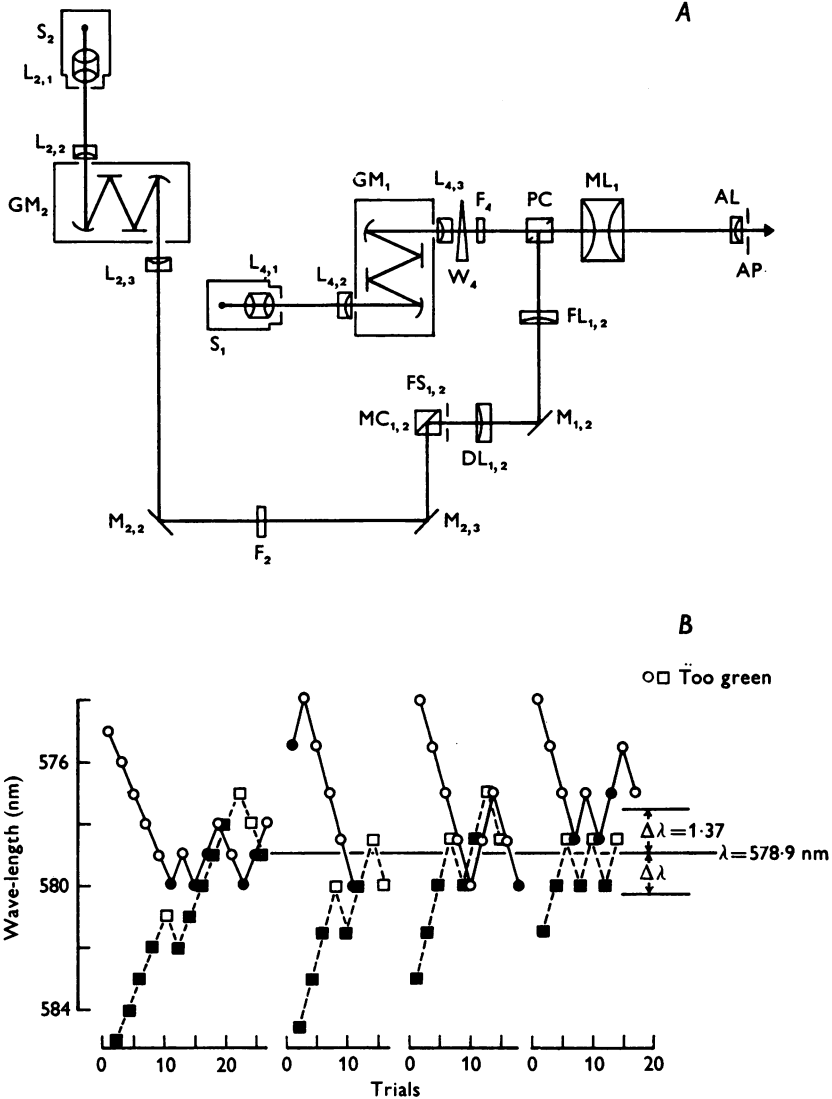 A
S₂
L₂,₁
L₂,₂
GM₂
L₂,₃
GM₁
L₄,₃
F₄
PC
ML₁
AL
W₄
AP
L₄,₁
L₄,₂
S₁
FL₁,₂
FS₁,₂
MC₁,₂
DL₁,₂
M₁,₂
M₂,₂
F₂
M₂,₃
B
Too green
Wave-length (nm)
576
580
584
Δλ=1·37
λ=578·9 nm
Δλ
0 10 20 0 10 0 10 0 10 20
Trials